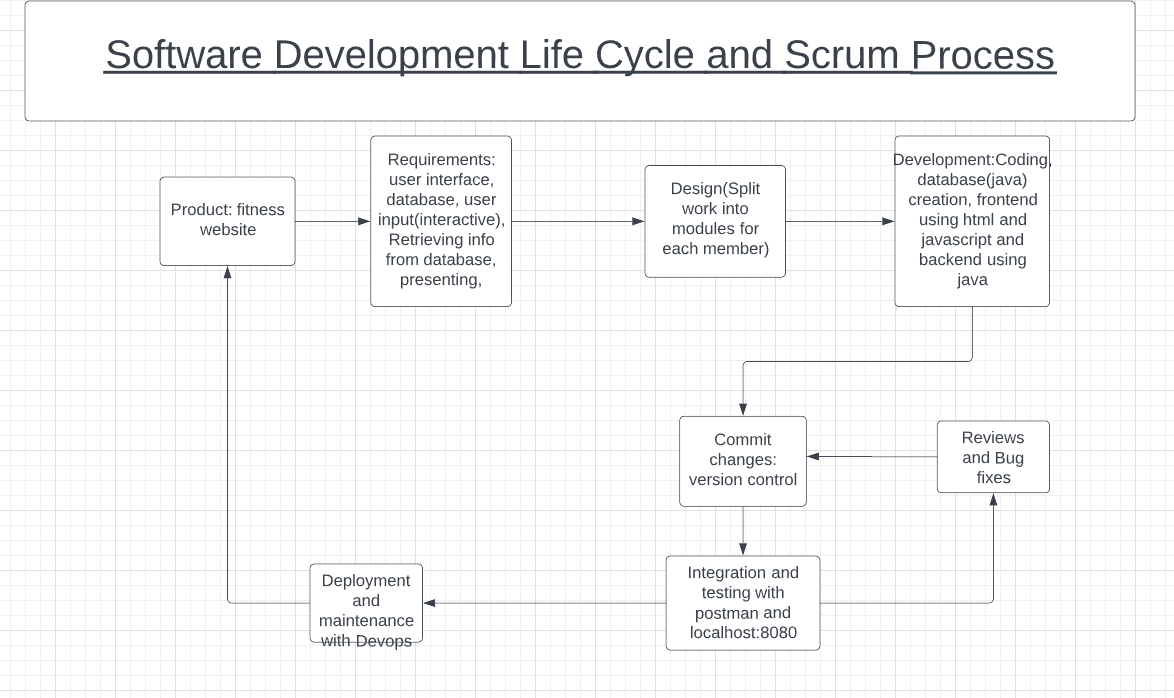 Software Development Life Cycle and Scrum Process
Product: fitness
website
Requirements:
user interface,
database, user
input(interactive),
Retrieving info
from database,
presenting,
Design(Split
work into
modules for
each member)
Development:Coding,
database(java)
creation, frontend
using html and
javascript and
backend using
java
Commit
changes:
version control
Reviews
and Bug
fixes
Integration and
testing with
postman and
localhost:8080
Deployment
and
maintenance
with Devops